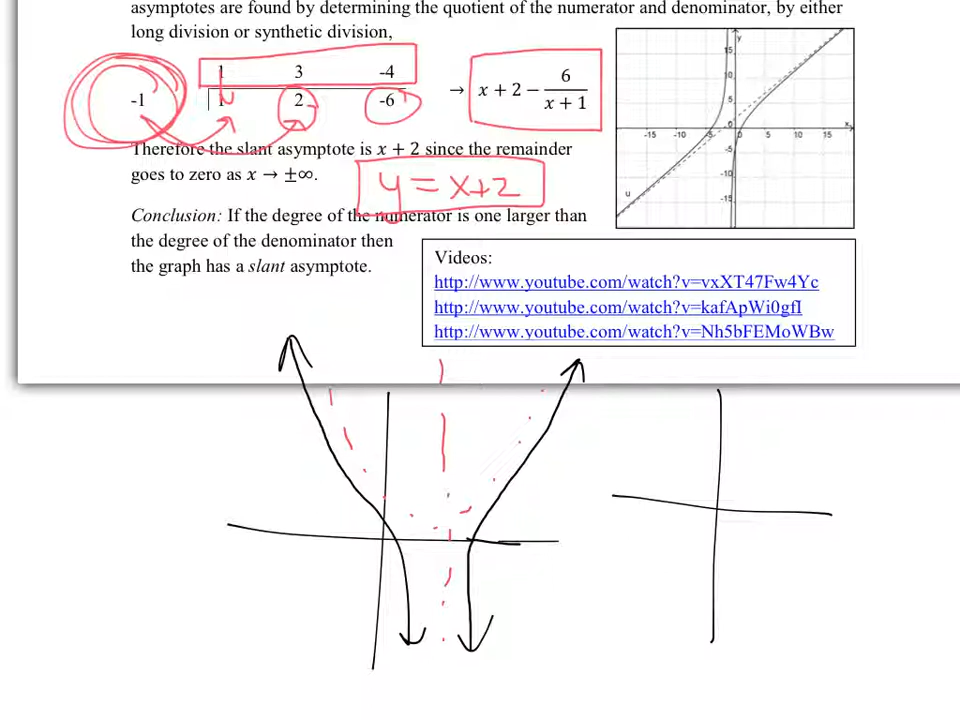 asymptotes are found by determining the quotient of the numerator and denominator, by either
long division or synthetic division,
1 3 -4
-1 1 2 -6 → x + 2 − 6/(x + 1)
Therefore the slant asymptote is x + 2 since the remainder
goes to zero as x → ±∞.
y = x+2
Conclusion: If the degree of the numerator is one larger than
the degree of the denominator then
the graph has a slant asymptote.
y
15
10
5
0
-15 -10 -5 0 5 10 15 x
-5
-10
-15
u
Videos:
http://www.youtube.com/watch?v=vxXT47Fw4Yc
http://www.youtube.com/watch?v=kafApWi0gfI
http://www.youtube.com/watch?v=Nh5bFEMoWBw